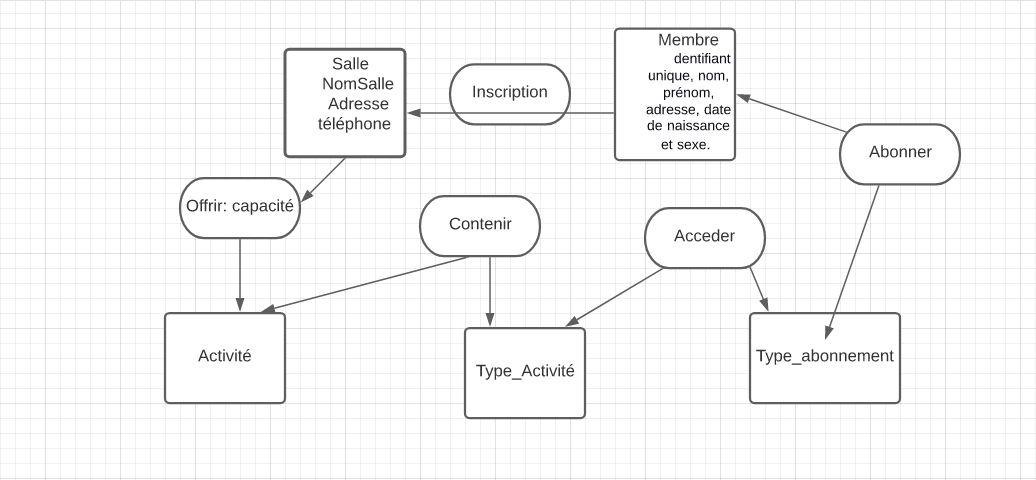 Salle
NomSalle
Adresse
téléphone
Inscription
Membre
dentifiant
unique, nom,
prénom,
adresse, date
de naissance
et sexe.
Abonner
Offrir: capacité
Contenir
Acceder
Activité
Type_Activité
Type_abonnement